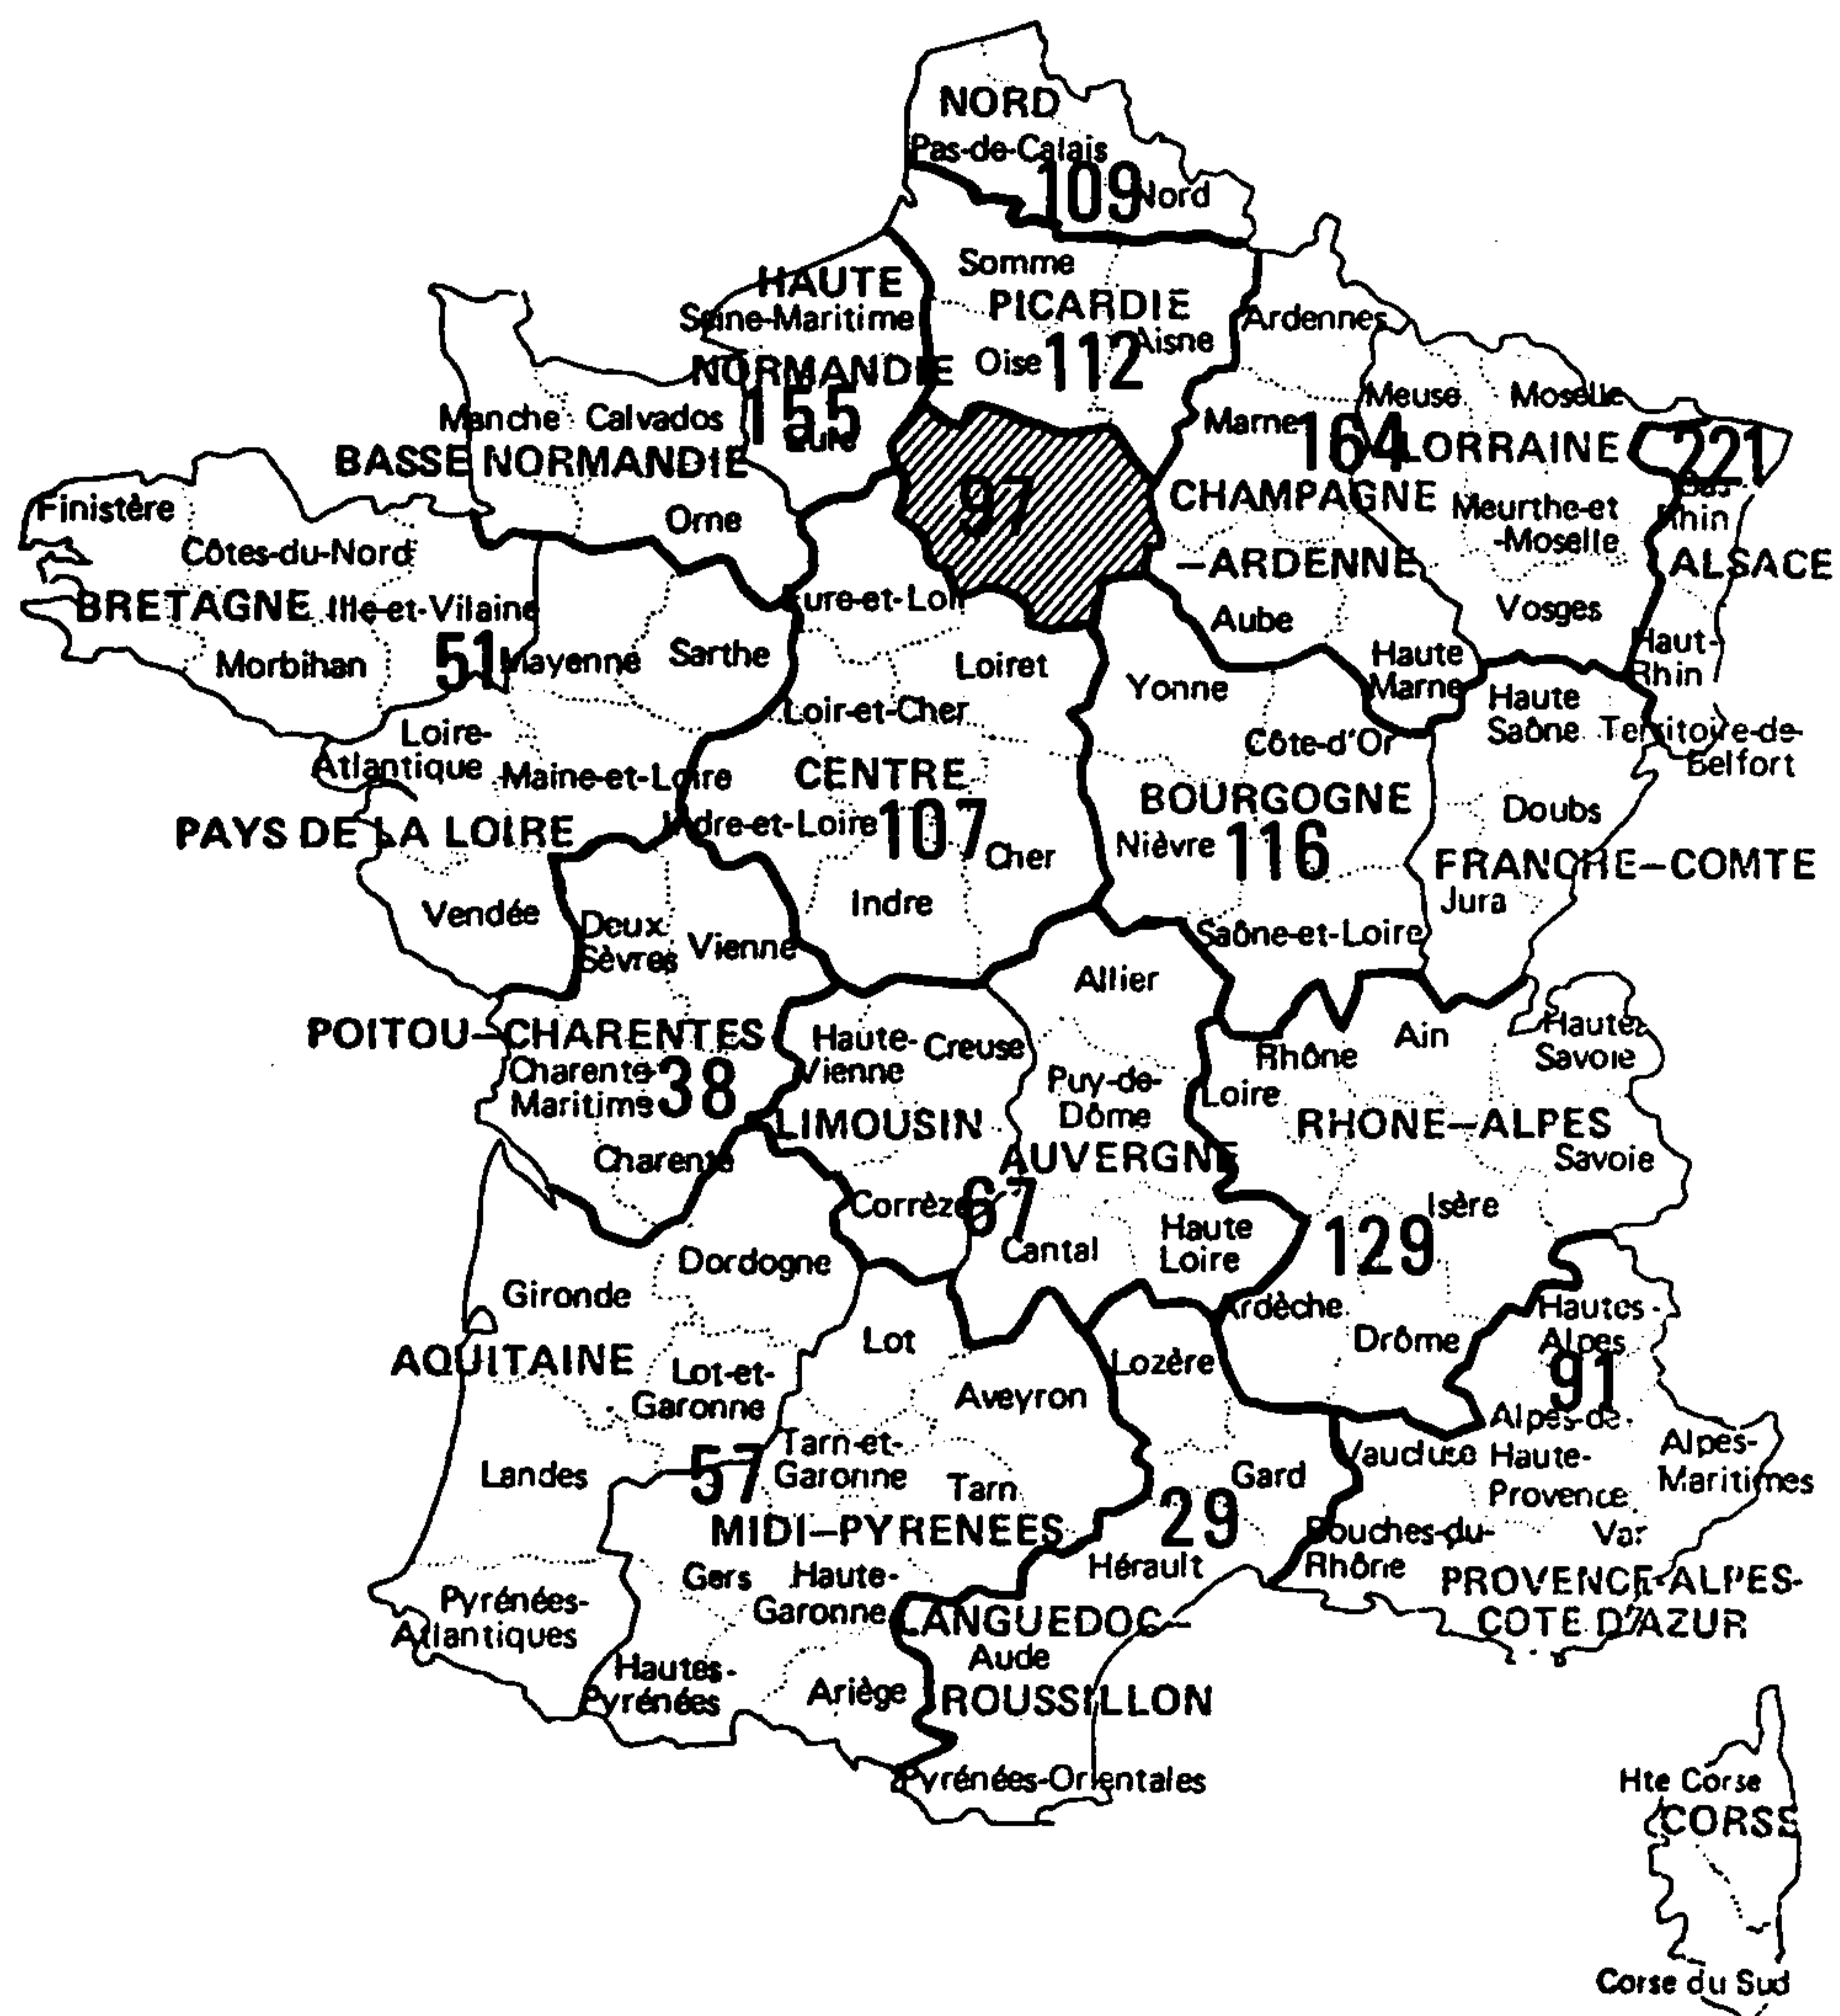 NORD
Pas-de-Calais
109
Nord
Somme
HAUTE
Seine-Maritime
NORMANDIE
155
Eure
PICARDIE
Oise
112
Aisne
Ardennes
Manche
Calvados
BASSE NORMANDIE
Orne
97
Marne
164
Meuse
Moselle
LORRAINE
221
CHAMPAGNE
-ARDENNE
Meurthe-et
-Moselle
Bas-
Rhin
ALSACE
Vosges
Haut-
Rhin
Aube
Haute
Marne
Finistère
Côtes-du-Nord
BRETAGNE
Ille-et-Vilaine
Morbihan
51
Mayenne
Sarthe
Eure-et-Loir
Loiret
Loir-et-Cher
Yonne
Côte-d'Or
Haute
Saône
Territoire-de-
Belfort
Loire-
Atlantique
Maine-et-Loire
PAYS DE LA LOIRE
CENTRE
Indre-et-Loire
107
Cher
Indre
BOURGOGNE
Nièvre
116
Doubs
FRANCHE-COMTE
Jura
Saône-et-Loire
Vendée
Deux
Sèvres
Vienne
Allier
POITOU-CHARENTES
Charente-
Maritime
38
Charente
Haute-
Vienne
Creuse
LIMOUSIN
Corrèze
67
Puy-de-
Dôme
AUVERGNE
Cantal
Haute
Loire
Rhône
Ain
Haute
Savoie
Loire
RHONE-ALPES
Savoie
Isère
129
Ardèche
Drôme
Hautes-
Alpes
91
Dordogne
Gironde
AQUITAINE
Lot-et-
Garonne
Landes
57
Pyrénées-
Atlantiques
Lot
Aveyron
Lozère
Tarn-et-
Garonne
Tarn
MIDI-PYRENEES
Gers
Haute-
Garonne
Hautes-
Pyrénées
Ariège
Gard
29
Hérault
LANGUEDOC-
Aude
ROUSSILLON
Pyrénées-Orientales
Vaucluse
Alpes-de-
Haute-
Provence
Alpes-
Maritimes
Bouches-du-
Rhône
Var
PROVENCE-ALPES-
COTE D'AZUR
Hte Corse
CORSE
Corse du Sud